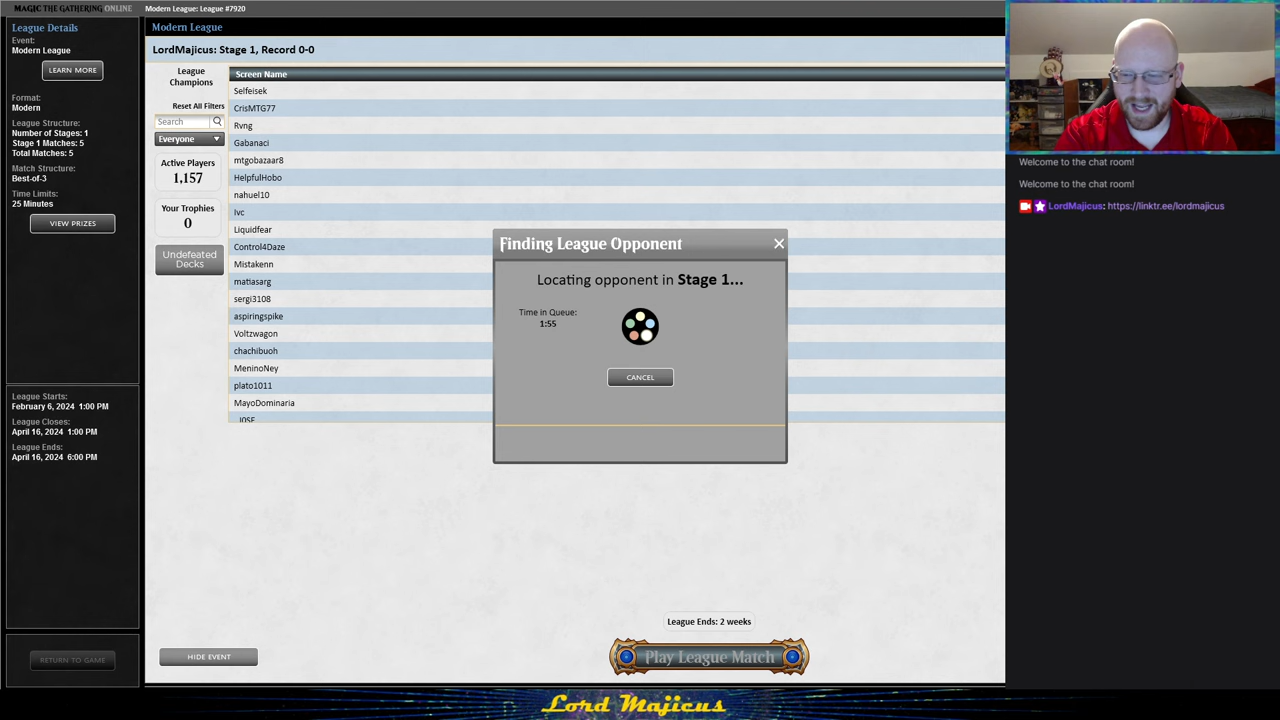 MAGIC THE GATHERING ONLINE
Modern League: League #7920
League Details
Event:
Modern League
LEARN MORE
Format:
Modern
League Structure:
Number of Stages: 1
Stage 1 Matches: 5
Total Matches: 5
Match Structure:
Best-of-3
Time Limits:
25 Minutes
VIEW PRIZES
League Starts:
February 6, 2024 1:00 PM
League Closes:
April 16, 2024 1:00 PM
League Ends:
April 16, 2024 6:00 PM
RETURN TO GAME
Modern League
LordMajicus: Stage 1, Record 0-0
League
Champions
Reset All Filters
Search
Everyone
Active Players
1,157
Your Trophies
0
Undefeated
Decks
Screen Name
Selfeisek
CrisMTG77
Rvng
Gabanaci
mtgobazaar8
HelpfulHobo
nahuel10
Ivc
Liquidfear
Control4Daze
Mistakenn
matiasarg
sergi3108
aspiringspike
Voltzwagon
chachibuoh
MeninoNey
plato1011
MayoDominaria
Finding League Opponent
Locating opponent in Stage 1...
Time in Queue:
1:55
CANCEL
League Ends: 2 weeks
HIDE EVENT
Play League Match
Welcome to the chat room!
Welcome to the chat room!
LordMajicus: https://linktr.ee/lordmajicus
Lord Majicus